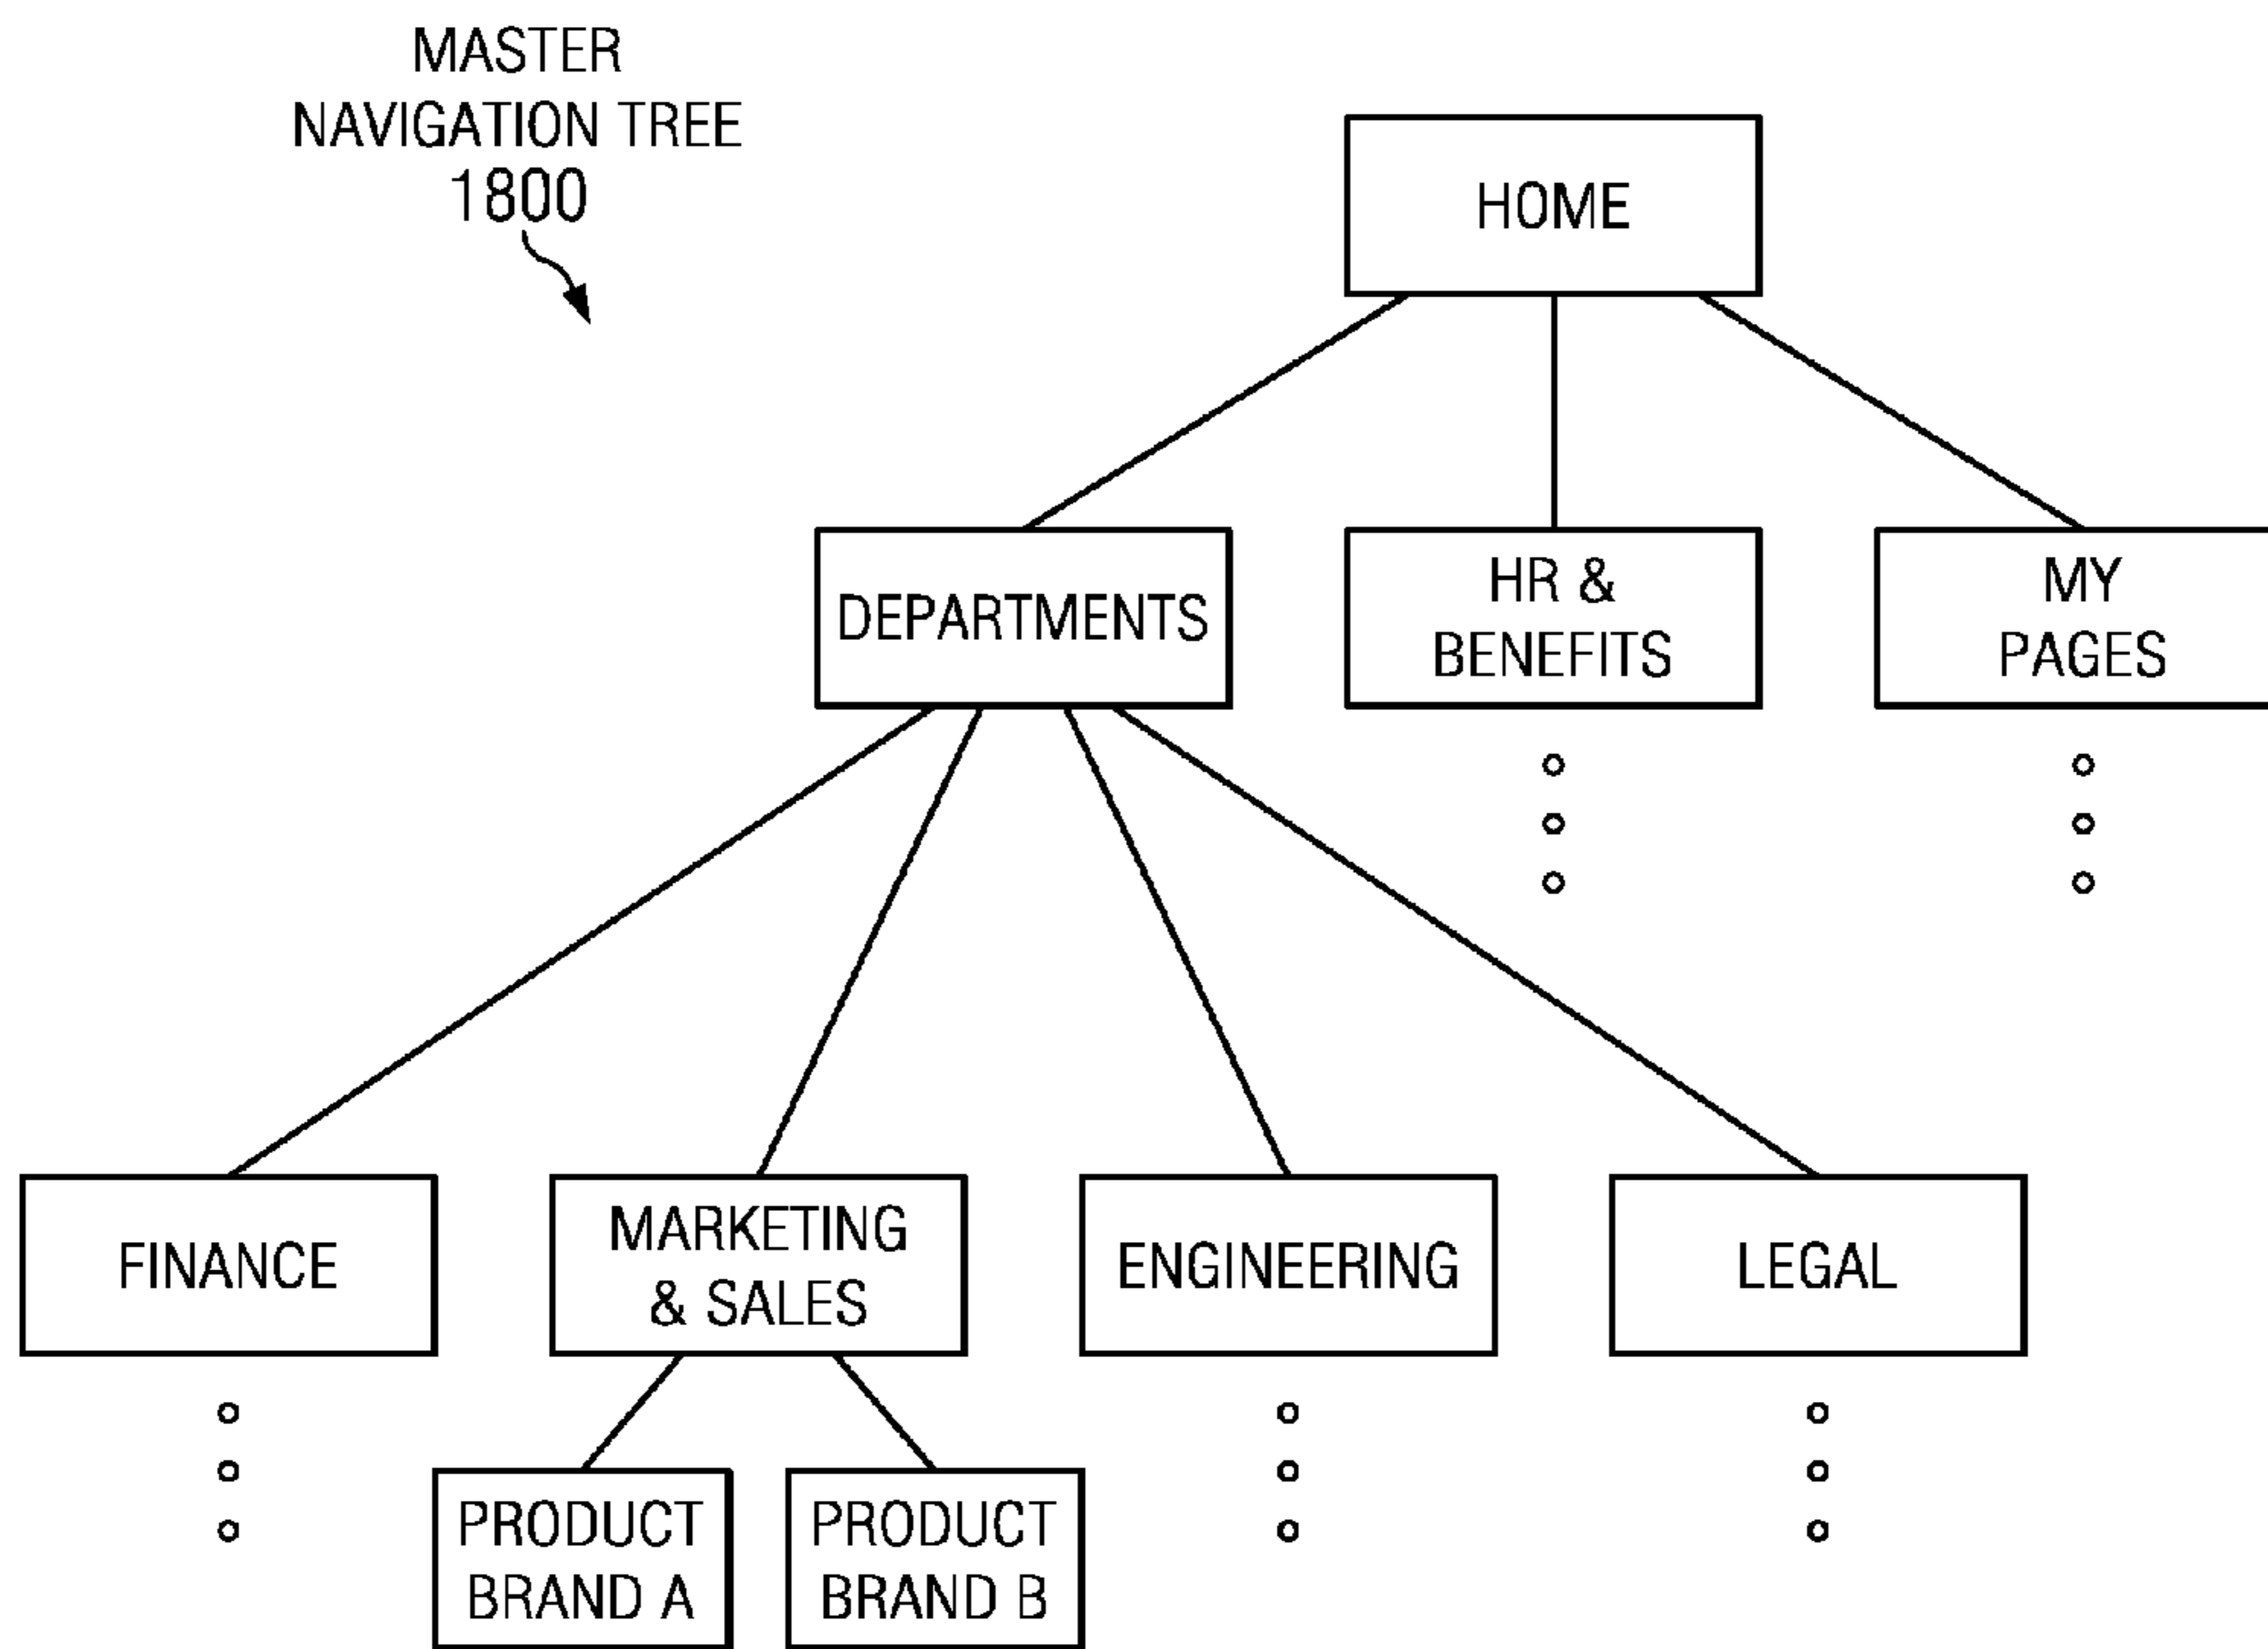 MASTER
NAVIGATION TREE
1800
HOME
DEPARTMENTS
HR &
BENEFITS
MY
PAGES
FINANCE
MARKETING
& SALES
ENGINEERING
LEGAL
PRODUCT
BRAND A
PRODUCT
BRAND B